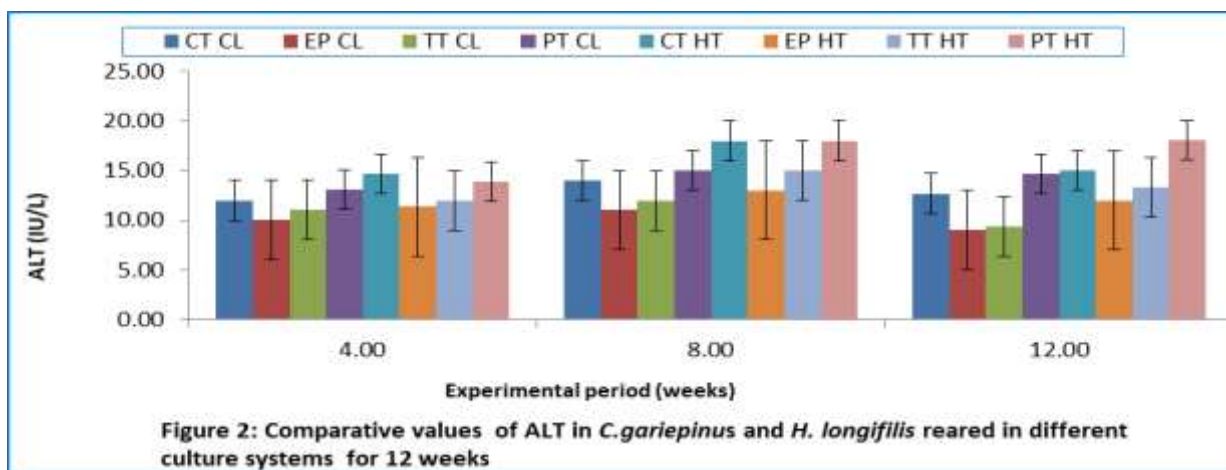 CT CL EP CL TT CL PT CL CT HT EP HT TT HT PT HT
25.00
20.00
15.00
10.00
5.00
0.00
ALT (IU/L)
4.00 8.00 12.00
Experimental period (weeks)
Figure 2: Comparative values of ALT in C.gariepinus and H. longifilis reared in different
culture systems for 12 weeks